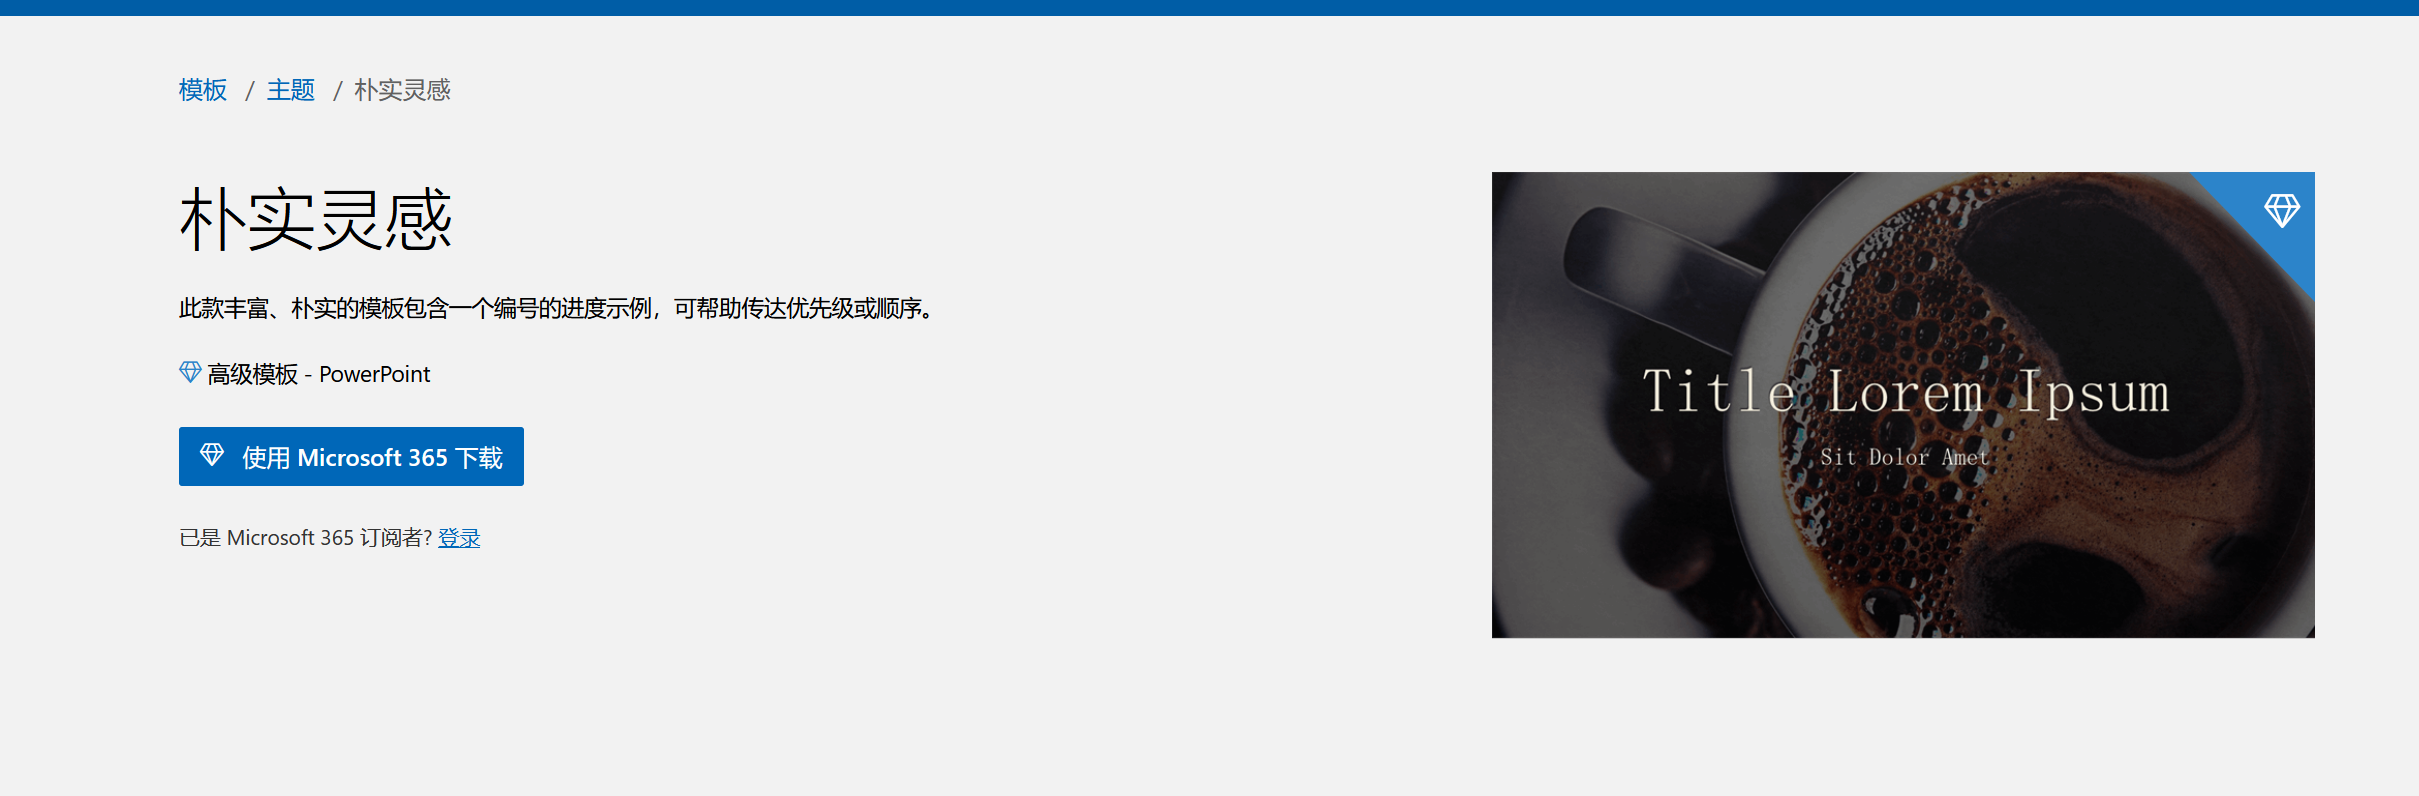 模板 / 主题 / 朴实灵感
朴实灵感
此款丰富、朴实的模板包含一个编号的进度示例，可帮助传达优先级或顺序。
高级模板 - PowerPoint
使用 Microsoft 365 下载
已是 Microsoft 365 订阅者? 登录
Title Lorem Ipsum
Sit Dolor Amet